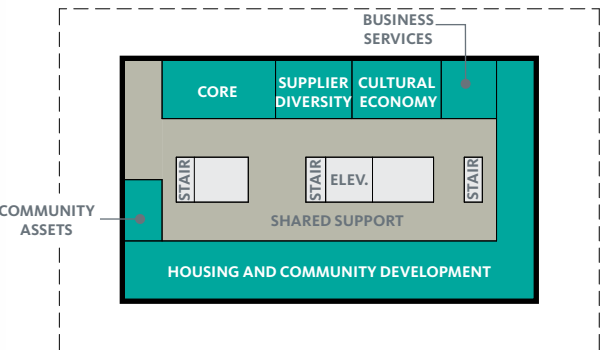 BUSINESS
SERVICES
CORE
SUPPLIER
DIVERSITY
CULTURAL
ECONOMY
STAIR
STAIR
ELEV.
STAIR
COMMUNITY
ASSETS
SHARED SUPPORT
HOUSING AND COMMUNITY DEVELOPMENT